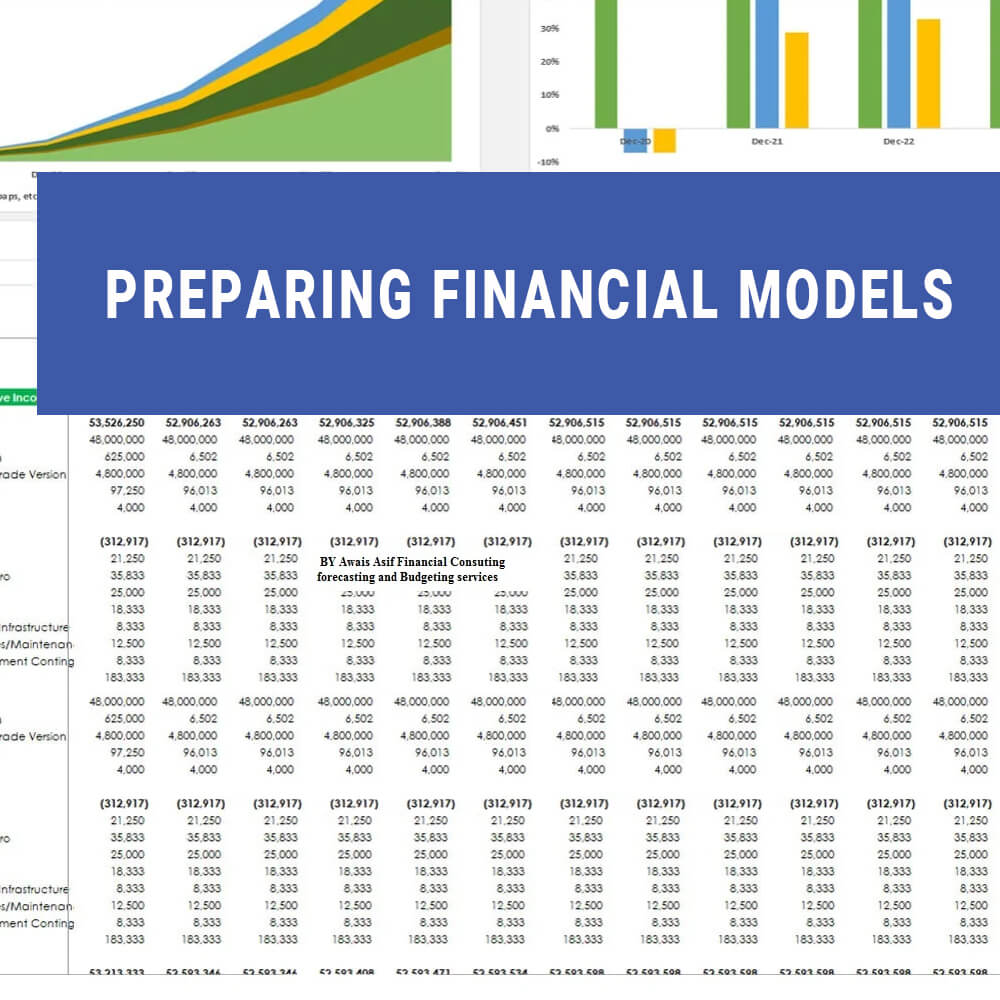 30%
20%
10%
0%
-10%
Dec-20 Dec-21 Dec-22
PREPARING FINANCIAL MODELS
53,526,250 52,906,263 52,906,263 52,906,325 52,906,388 52,906,451 52,906,515 52,906,515 52,906,515 52,906,515 52,906,515 52,906,515
48,000,000 48,000,000 48,000,000 48,000,000 48,000,000 48,000,000 48,000,000 48,000,000 48,000,000 48,000,000 48,000,000 48,000,000
625,000 6,502 6,502 6,502 6,502 6,502 6,502 6,502 6,502 6,502 6,502 6,502
rade Version 4,800,000 4,800,000 4,800,000 4,800,000 4,800,000 4,800,000 4,800,000 4,800,000 4,800,000 4,800,000 4,800,000 4,800,000
97,250 96,013 96,013 96,013 96,013 96,013 96,013 96,013 96,013 96,013 96,013 96,013
4,000 4,000 4,000 4,000 4,000 4,000 4,000 4,000 4,000 4,000 4,000 4,000
(312,917) (312,917) (312,917) (312,917) (312,917) (312,917) (312,917) (312,917) (312,917) (312,917) (312,917) (312,917)
21,250 21,250 21,250 BY Awais Asif Financial Consuting 21,250 21,250 21,250 21,250 21,250 21,250
35,833 35,833 35,833 forecasting and Budgeting services 35,833 35,833 35,833 35,833 35,833 35,833
25,000 25,000 25,000 25,000 25,000 25,000 25,000 25,000 25,000 25,000 25,000 25,000
18,333 18,333 18,333 18,333 18,333 18,333 18,333 18,333 18,333 18,333 18,333 18,333
nfrastructure 8,333 8,333 8,333 8,333 8,333 8,333 8,333 8,333 8,333 8,333 8,333 8,333
s/Maintenan 12,500 12,500 12,500 12,500 12,500 12,500 12,500 12,500 12,500 12,500 12,500 12,500
ment Conting 8,333 8,333 8,333 8,333 8,333 8,333 8,333 8,333 8,333 8,333 8,333 8,333
183,333 183,333 183,333 183,333 183,333 183,333 183,333 183,333 183,333 183,333 183,333 183,333
48,000,000 48,000,000 48,000,000 48,000,000 48,000,000 48,000,000 48,000,000 48,000,000 48,000,000 48,000,000 48,000,000 48,000,000
625,000 6,502 6,502 6,502 6,502 6,502 6,502 6,502 6,502 6,502 6,502 6,502
rade Version 4,800,000 4,800,000 4,800,000 4,800,000 4,800,000 4,800,000 4,800,000 4,800,000 4,800,000 4,800,000 4,800,000 4,800,000
97,250 96,013 96,013 96,013 96,013 96,013 96,013 96,013 96,013 96,013 96,013 96,013
4,000 4,000 4,000 4,000 4,000 4,000 4,000 4,000 4,000 4,000 4,000 4,000
(312,917) (312,917) (312,917) (312,917) (312,917) (312,917) (312,917) (312,917) (312,917) (312,917) (312,917) (312,917)
21,250 21,250 21,250 21,250 21,250 21,250 21,250 21,250 21,250 21,250 21,250 21,250
ro 35,833 35,833 35,833 35,833 35,833 35,833 35,833 35,833 35,833 35,833 35,833 35,833
25,000 25,000 25,000 25,000 25,000 25,000 25,000 25,000 25,000 25,000 25,000 25,000
18,333 18,333 18,333 18,333 18,333 18,333 18,333 18,333 18,333 18,333 18,333 18,333
nfrastructure 8,333 8,333 8,333 8,333 8,333 8,333 8,333 8,333 8,333 8,333 8,333 8,333
s/Maintenan 12,500 12,500 12,500 12,500 12,500 12,500 12,500 12,500 12,500 12,500 12,500 12,500
ment Conting 8,333 8,333 8,333 8,333 8,333 8,333 8,333 8,333 8,333 8,333 8,333 8,333
183,333 183,333 183,333 183,333 183,333 183,333 183,333 183,333 183,333 183,333 183,333 183,333
53,213,333 52,593,346 52,593,346 52,593,408 52,593,471 52,593,534 52,593,598 52,593,598 52,593,598 52,593,598 52,593,598 52,593,598